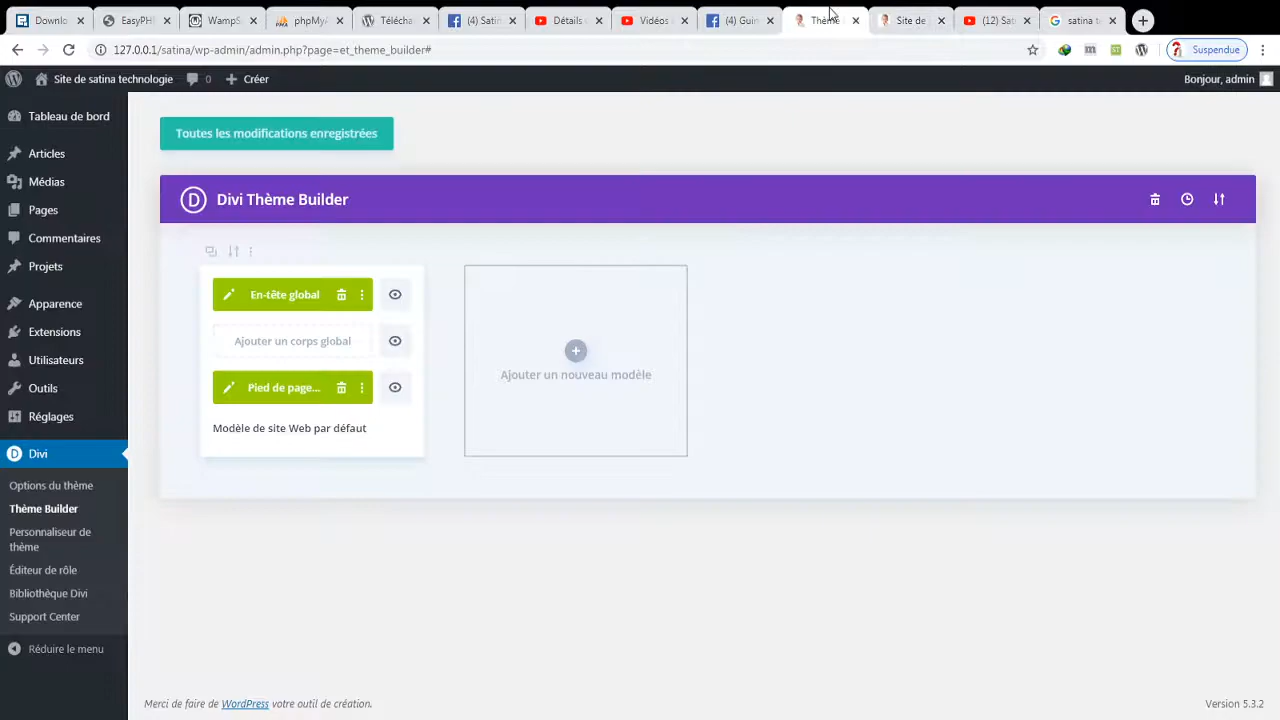 Downlo
EasyPHI
WampS
phpMyA
Télécha
(4) Satin
Détails d
Vidéos
(4) Guin
Thème
Site de
(12) Sat
satina te
127.0.0.1/satina/wp-admin/admin.php?page=et_theme_builder#
Suspendue
Site de satina technologie
0
Créer
Bonjour, admin
Tableau de bord
Articles
Médias
Pages
Commentaires
Projets
Apparence
Extensions
Utilisateurs
Outils
Réglages
Divi
Options du thème
Thème Builder
Personnaliseur de
thème
Éditeur de rôle
Bibliothèque Divi
Support Center
Réduire le menu
Toutes les modifications enregistrées
D Divi Thème Builder
En-tête global
Ajouter un corps global
Pied de page...
Modèle de site Web par défaut
Ajouter un nouveau modèle
Merci de faire de WordPress votre outil de création.
Version 5.3.2